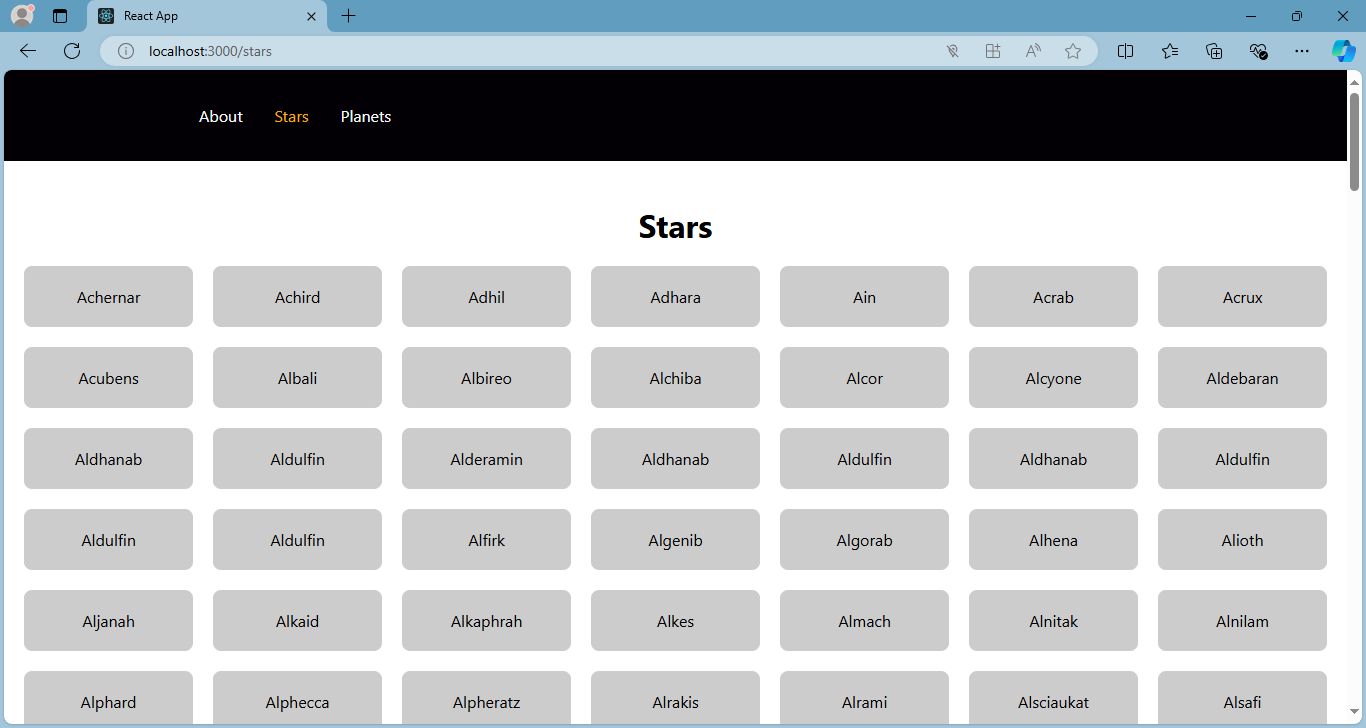 React App
localhost:3000/stars
About Stars Planets
Stars
Achernar Achird Adhil Adhara Ain Acrab Acrux
Acubens Albali Albireo Alchiba Alcor Alcyone Aldebaran
Aldhanab Aldulfin Alderamin Aldhanab Aldulfin Aldhanab Aldulfin
Aldulfin Aldulfin Alfirk Algenib Algorab Alhena Alioth
Aljanah Alkaid Alkaphrah Alkes Almach Alnitak Alnilam
Alphard Alphecca Alpheratz Alrakis Alrami Alsciaukat Alsafi